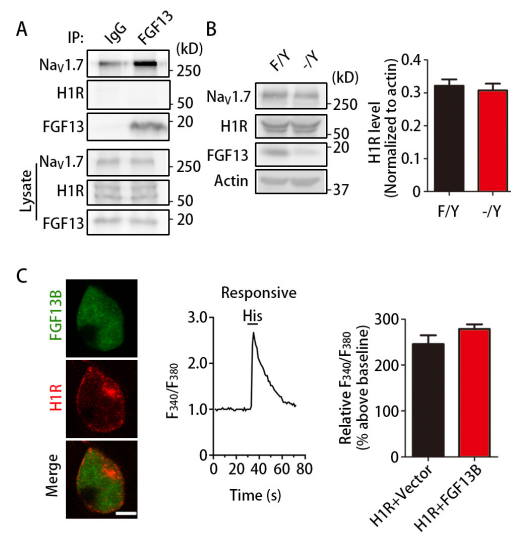 A
IP:
IgG
FGF13
(kD)
NaV1.7
250
H1R
50
FGF13
20
Lysate
NaV1.7
250
H1R
50
FGF13
20
B
F/Y
-/Y
(kD)
NaV1.7
250
H1R
50
FGF13
20
Actin
37
H1R level
(Normalized to actin)
0.4
0.3
0.2
0.1
0.0
F/Y
-/Y
C
FGF13B
H1R
Merge
Responsive
His
F340/F380
3.0
2.0
1.0
0.0
0 20 40 60 80
Time (s)
Relative F340/F380
(% above baseline)
300
200
100
0
H1R+Vector
H1R+FGF13B